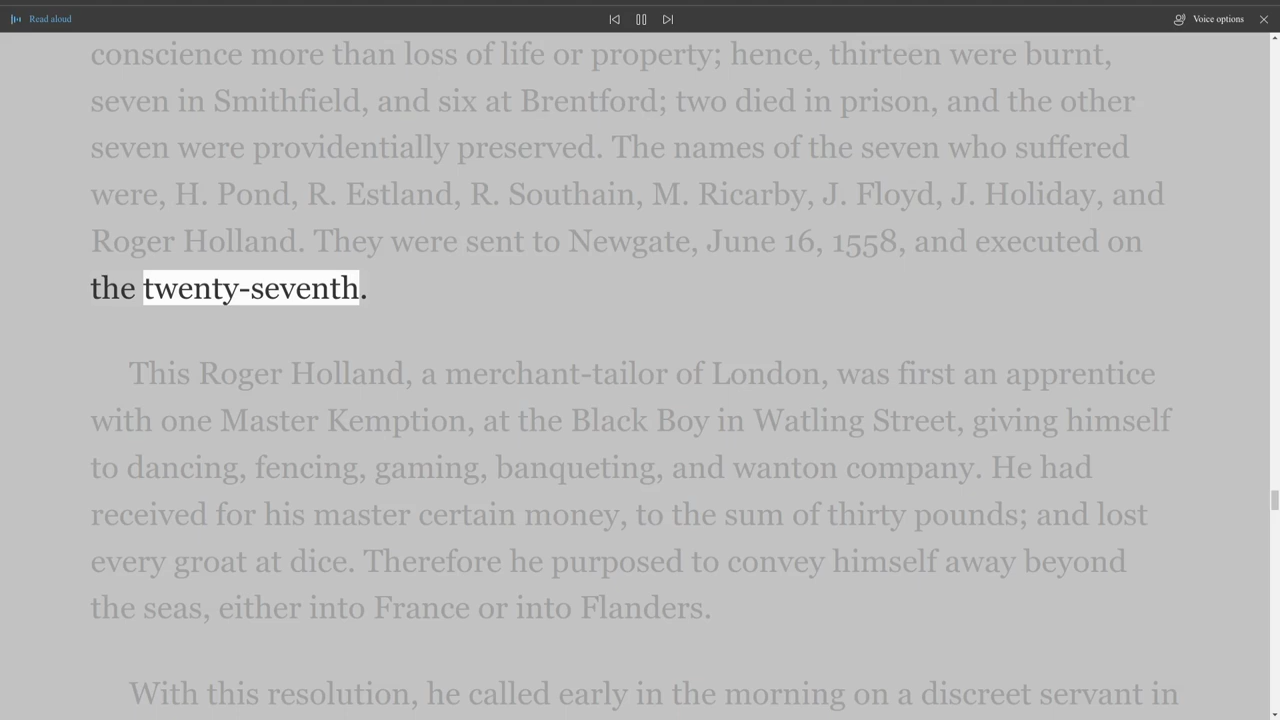 Read aloud
Voice options
conscience more than loss of life or property; hence, thirteen were burnt,
seven in Smithfield, and six at Brentford; two died in prison, and the other
seven were providentially preserved. The names of the seven who suffered
were, H. Pond, R. Estland, R. Southain, M. Ricarby, J. Floyd, J. Holiday, and
Roger Holland. They were sent to Newgate, June 16, 1558, and executed on
the twenty-seventh.
This Roger Holland, a merchant-tailor of London, was first an apprentice
with one Master Kemption, at the Black Boy in Watling Street, giving himself
to dancing, fencing, gaming, banqueting, and wanton company. He had
received for his master certain money, to the sum of thirty pounds; and lost
every groat at dice. Therefore he purposed to convey himself away beyond
the seas, either into France or into Flanders.
With this resolution, he called early in the morning on a discreet servant in